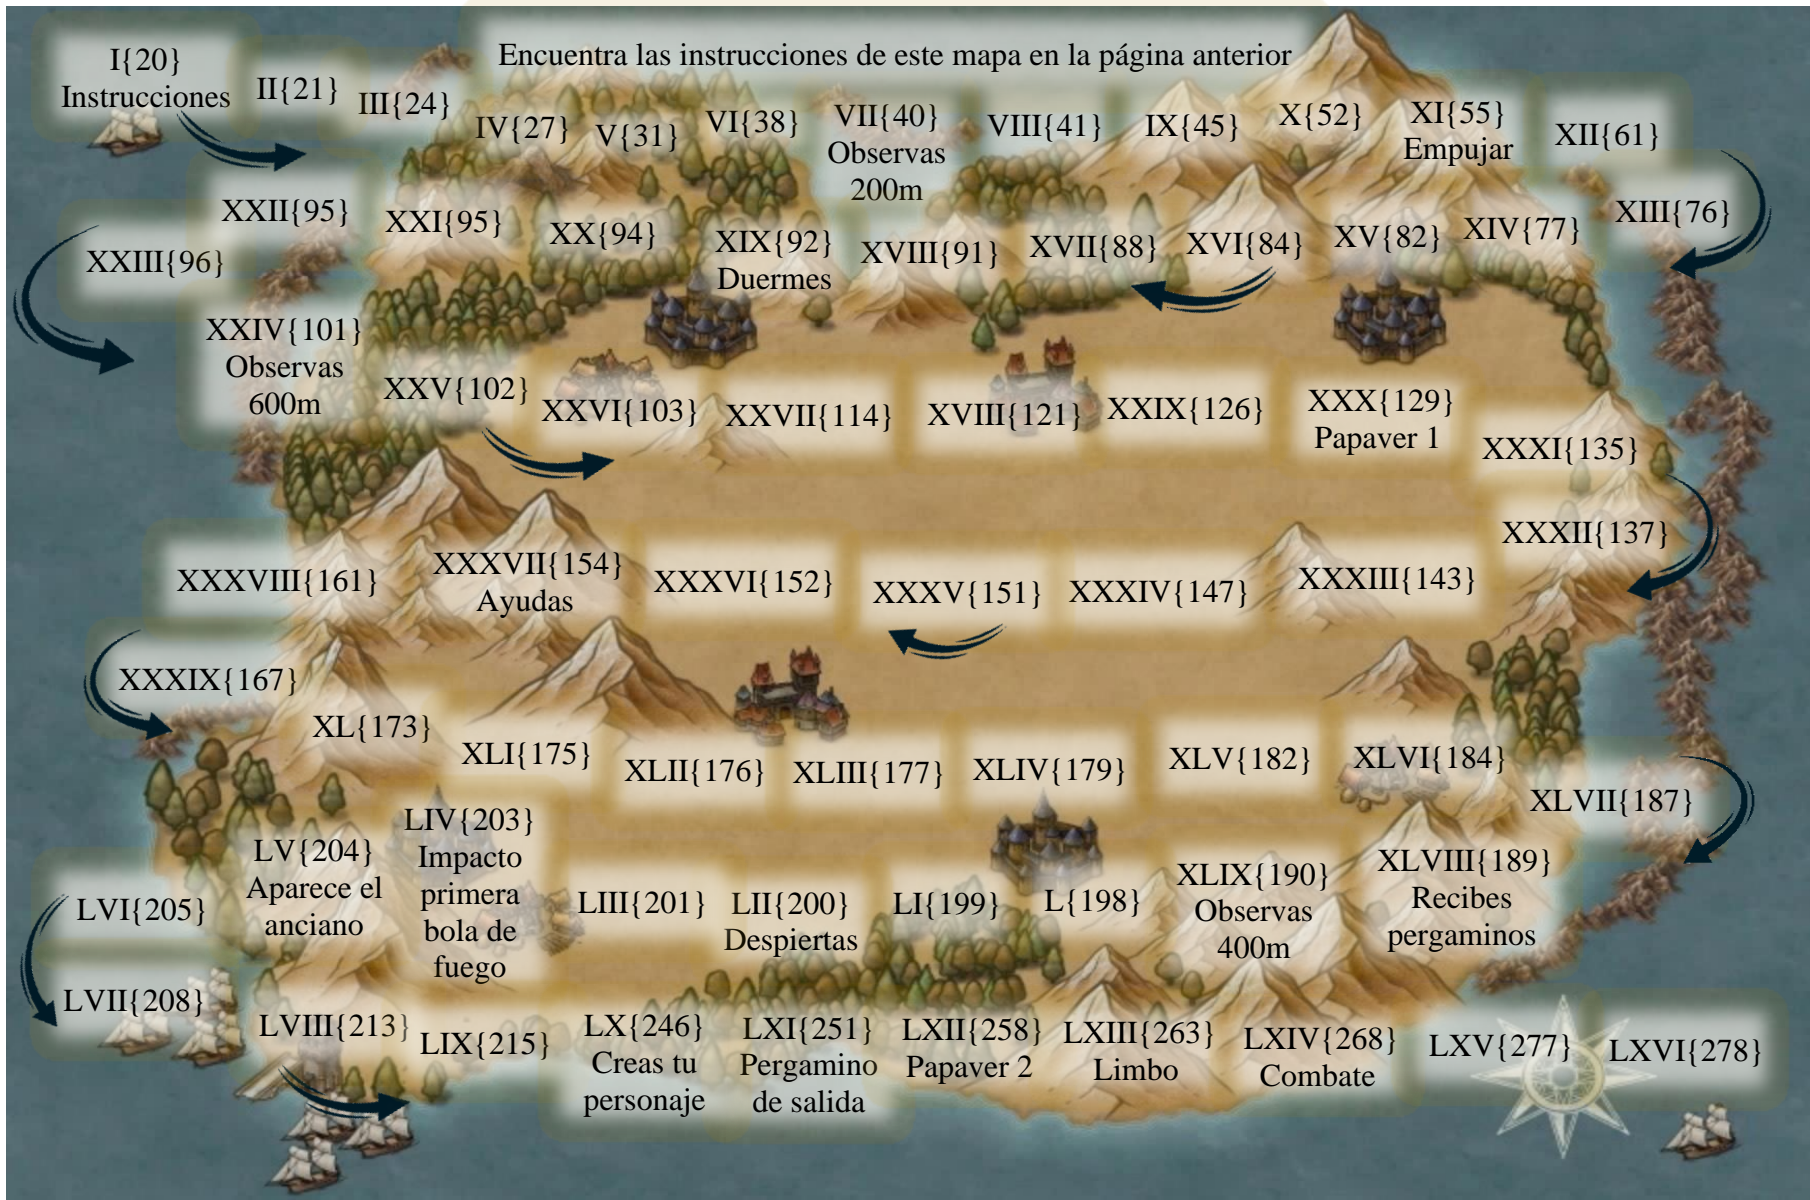 Encuentra las instrucciones de este mapa en la página anterior
I{20}
Instrucciones
II{21}
III{24}
IV{27}
V{31}
VI{38}
VII{40}
Observas
200m
VIII{41}
IX{45}
X{52}
XI{55}
Empujar
XII{61}
XIII{76}
XIV{77}
XV{82}
XVI{84}
XVII{88}
XVIII{91}
XIX{92}
Duermes
XX{94}
XXI{95}
XXII{95}
XXIII{96}
XXIV{101}
Observas
600m
XXV{102}
XXVI{103}
XXVII{114}
XVIII{121}
XXIX{126}
XXX{129}
Papaver 1
XXXI{135}
XXXII{137}
XXXIII{143}
XXXIV{147}
XXXV{151}
XXXVI{152}
XXXVII{154}
Ayudas
XXXVIII{161}
XXXIX{167}
XL{173}
XLI{175}
XLII{176}
XLIII{177}
XLIV{179}
XLV{182}
XLVI{184}
XLVII{187}
XLVIII{189}
Recibes
pergaminos
XLIX{190}
Observas
400m
L{198}
LI{199}
LII{200}
Despiertas
LIII{201}
LIV{203}
Impacto
primera
bola de
fuego
LV{204}
Aparece el
anciano
LVI{205}
LVII{208}
LVIII{213}
LIX{215}
LX{246}
Creas tu
personaje
LXI{251}
Pergamino
de salida
LXII{258}
Papaver 2
LXIII{263}
Limbo
LXIV{268}
Combate
LXV{277}
LXVI{278}